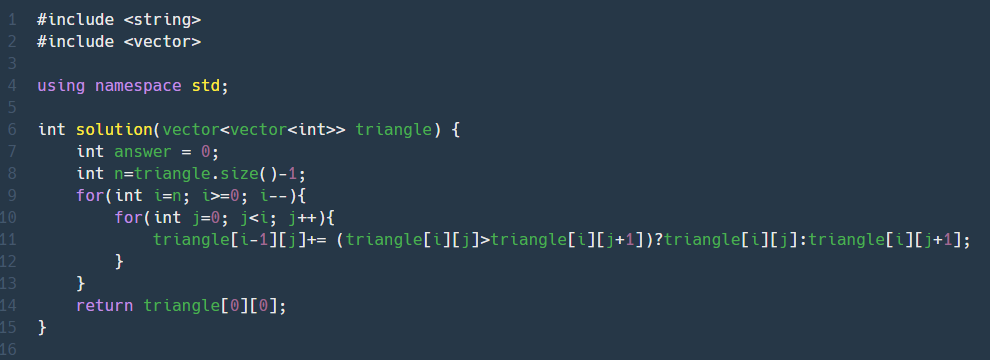 1 #include <string>
2 #include <vector>
3
4 using namespace std;
5
6 int solution(vector<vector<int>> triangle) {
7     int answer = 0;
8     int n=triangle.size()-1;
9     for(int i=n; i>=0; i--){
10         for(int j=0; j<i; j++){
11             triangle[i-1][j]+= (triangle[i][j]>triangle[i][j+1])?triangle[i][j]:triangle[i][j+1];
12         }
13     }
14     return triangle[0][0];
15 }
16